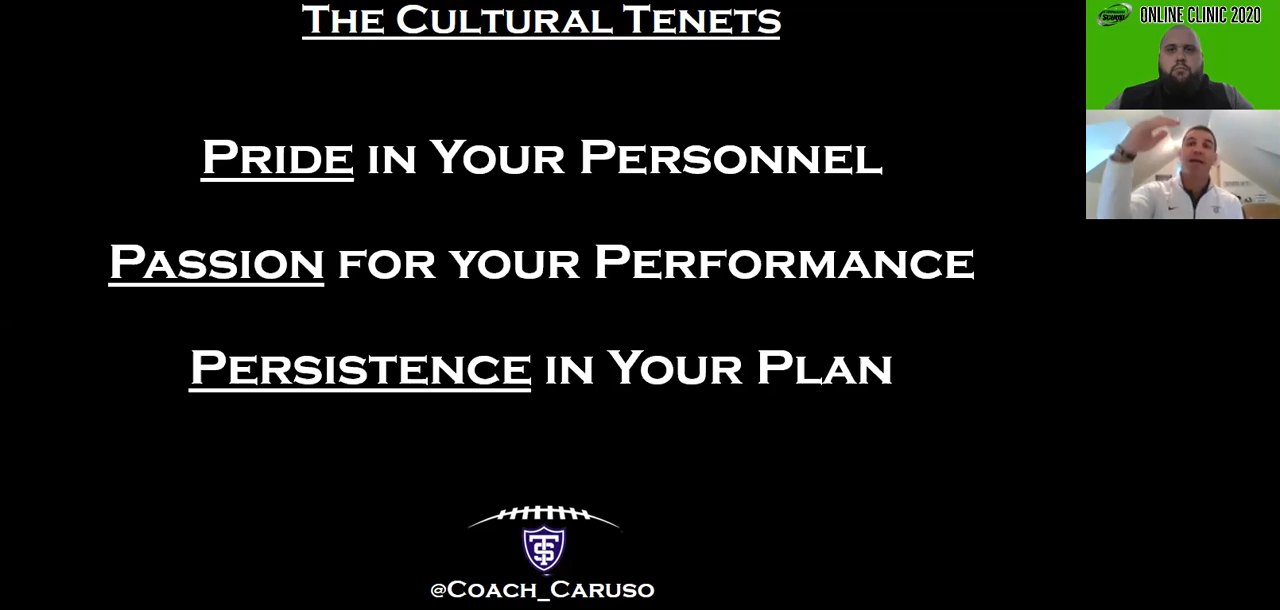 The Cultural Tenets
ONLINE CLINIC 2020
Pride in Your Personnel
Passion for your Performance
Persistence in Your Plan
@Coach_Caruso